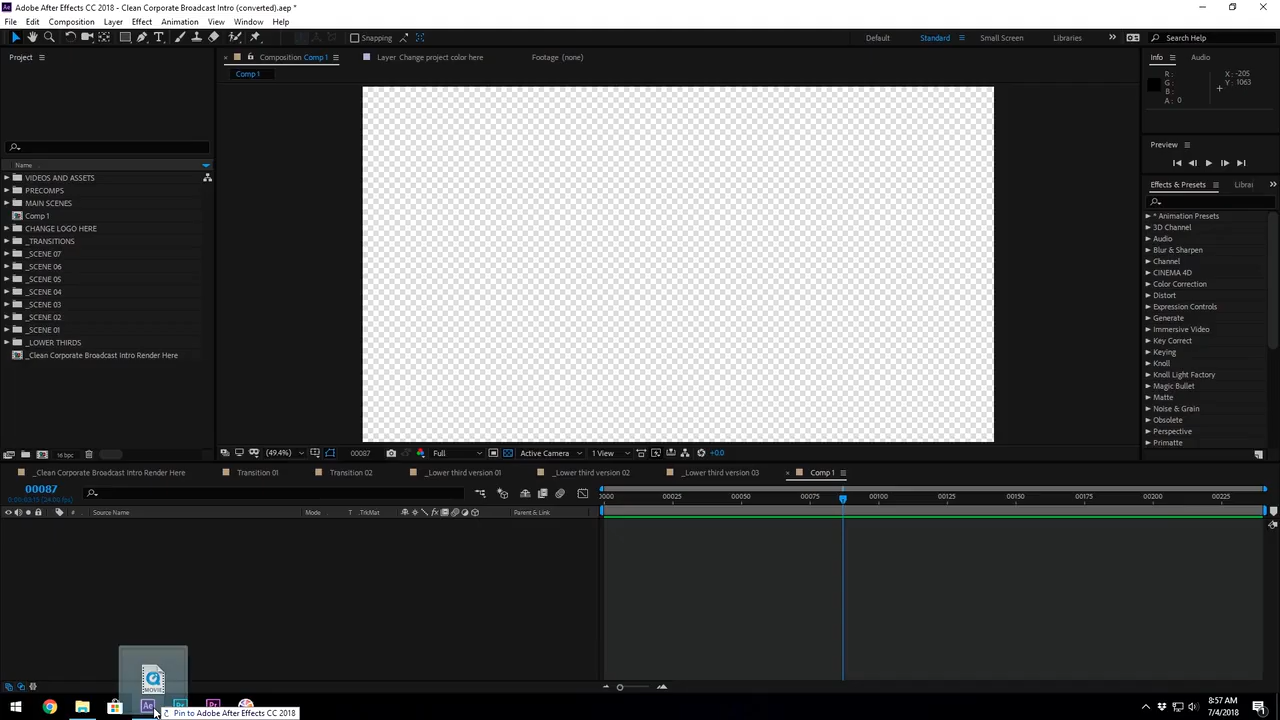 Adobe After Effects CC 2018 - Clean Corporate Broadcast Intro (converted).aep *
File Edit Composition Layer Effect Animation View Window Help
Snapping
Default Standard Small Screen Libraries Search Help
Project
Composition Comp 1
Layer Change project color here
Footage (none)
Comp 1
Info Audio
R :
G :
B :
A : 0
X : -205
Y : 1063
Preview
Effects & Presets Librai
* Animation Presets
3D Channel
Audio
Blur & Sharpen
Channel
CINEMA 4D
Color Correction
Distort
Expression Controls
Generate
Immersive Video
Key Correct
Keying
Knoll
Knoll Light Factory
Magic Bullet
Matte
Noise & Grain
Obsolete
Perspective
Primatte
Name
VIDEOS AND ASSETS
PRECOMPS
MAIN SCENES
Comp 1
CHANGE LOGO HERE
_TRANSITIONS
_SCENE 07
_SCENE 06
_SCENE 05
_SCENE 04
_SCENE 03
_SCENE 02
_SCENE 01
_LOWER THIRDS
_Clean Corporate Broadcast Intro Render Here
16 bpc
(49.4%) 00087 Full Active Camera 1 View +0.0
_Clean Corporate Broadcast Intro Render Here Transition 01 Transition 02 _Lower third version 01 _Lower third version 02 _Lower third version 03 Comp 1
00087
0:00:03:15 (24.00 fps)
0000 00025 00050 00075 00100 00125 00150 00175 00200 00225
# Source Name Mode T .TrkMat Parent & Link
MOVIE
Ae
Pr
Pin to Adobe After Effects CC 2018
8:57 AM
7/4/2018